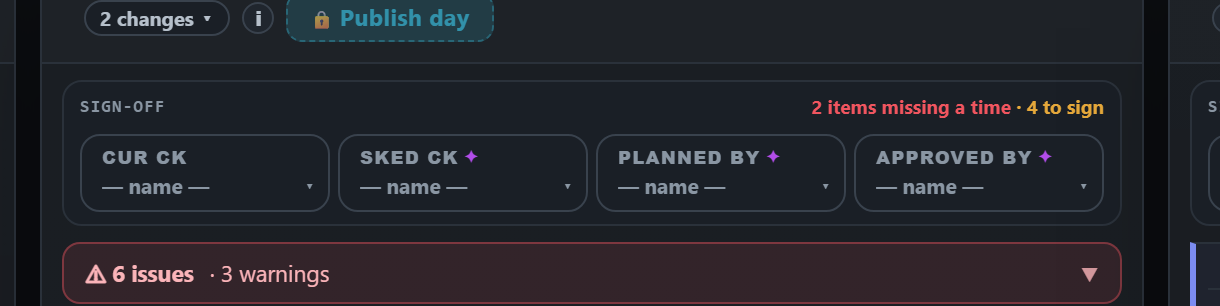 2 changes ▾
i
🔒 Publish day
SIGN-OFF
2 items missing a time · 4 to sign
CUR CK
— name — ▾
SKED CK ✦
— name — ▾
PLANNED BY ✦
— name — ▾
APPROVED BY ✦
— name — ▾
⚠ 6 issues · 3 warnings ▼